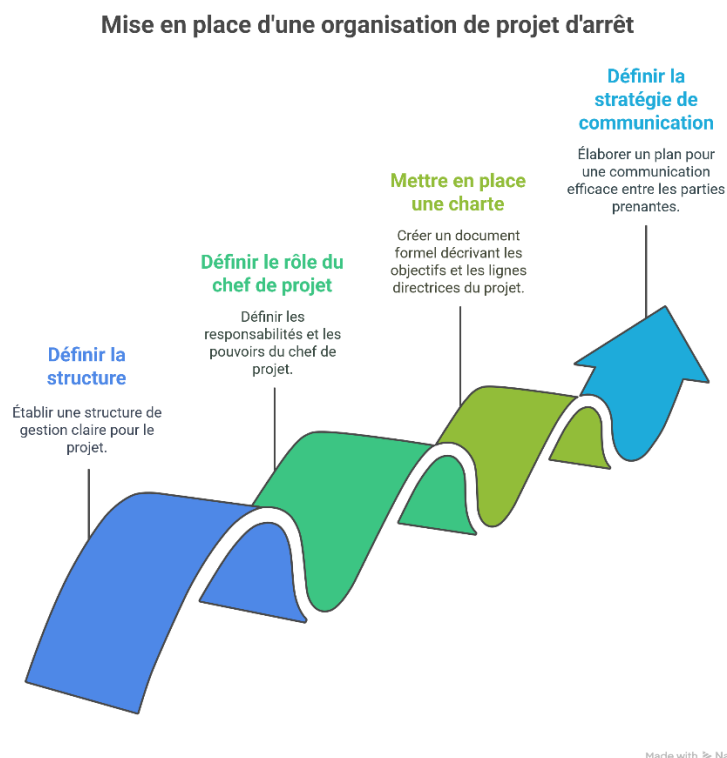 Mise en place d'une organisation de projet d'arrêt
Définir la
structure
Établir une structure de
gestion claire pour le
projet.
Définir le rôle du
chef de projet
Définir les
responsabilités et les
pouvoirs du chef de
projet.
Mettre en place
une charte
Créer un document
formel décrivant les
objectifs et les lignes
directrices du projet.
Définir la
stratégie de
communication
Élaborer un plan pour
une communication
efficace entre les parties
prenantes.
Made with